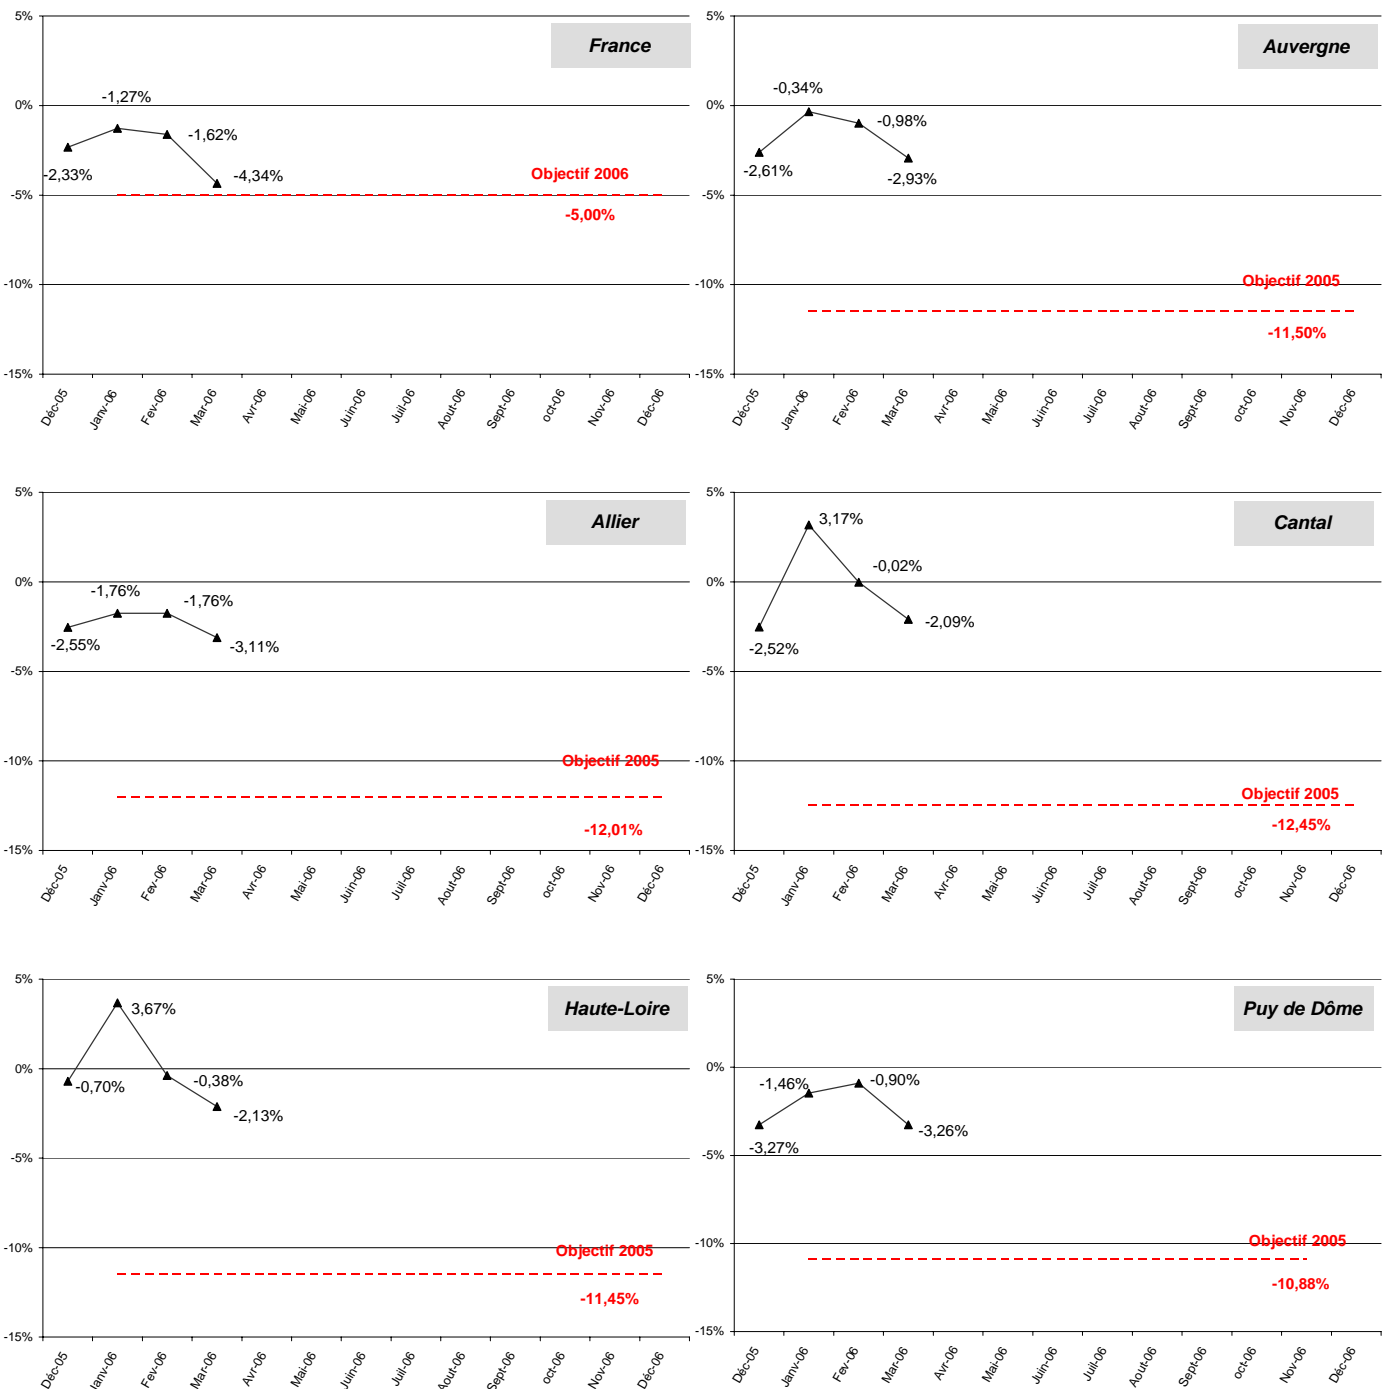 France
5%
0%
-5%
-10%
-15%
-2,33%
-1,27%
-1,62%
-4,34%
Objectif 2006
-5,00%
Déc-05
Janv-06
Fev-06
Mar-06
Avr-06
Mai-06
Juin-06
Juil-06
Aout-06
Sept-06
oct-06
Nov-06
Déc-06
Auvergne
5%
0%
-5%
-10%
-15%
-2,61%
-0,34%
-0,98%
-2,93%
Objectif 2005
-11,50%
Déc-05
Janv-06
Fev-06
Mar-06
Avr-06
Mai-06
Juin-06
Juil-06
Aout-06
Sept-06
oct-06
Nov-06
Déc-06
Allier
5%
0%
-5%
-10%
-15%
-2,55%
-1,76%
-1,76%
-3,11%
Objectif 2005
-12,01%
Déc-05
Janv-06
Fev-06
Mar-06
Avr-06
Mai-06
Juin-06
Juil-06
Aout-06
Sept-06
oct-06
Nov-06
Déc-06
Cantal
5%
0%
-5%
-10%
-15%
-2,52%
3,17%
-0,02%
-2,09%
Objectif 2005
-12,45%
Déc-05
Janv-06
Fev-06
Mar-06
Avr-06
Mai-06
Juin-06
Juil-06
Aout-06
Sept-06
oct-06
Nov-06
Déc-06
Haute-Loire
5%
0%
-5%
-10%
-15%
-0,70%
3,67%
-0,38%
-2,13%
Objectif 2005
-11,45%
Déc-05
Janv-06
Fev-06
Mar-06
Avr-06
Mai-06
Juin-06
Juil-06
Aout-06
Sept-06
oct-06
Nov-06
Déc-06
Puy de Dôme
5%
0%
-5%
-10%
-15%
-3,27%
-1,46%
-0,90%
-3,26%
Objectif 2005
-10,88%
Déc-05
Janv-06
Fev-06
Mar-06
Avr-06
Mai-06
Juin-06
Juil-06
Aout-06
Sept-06
oct-06
Nov-06
Déc-06